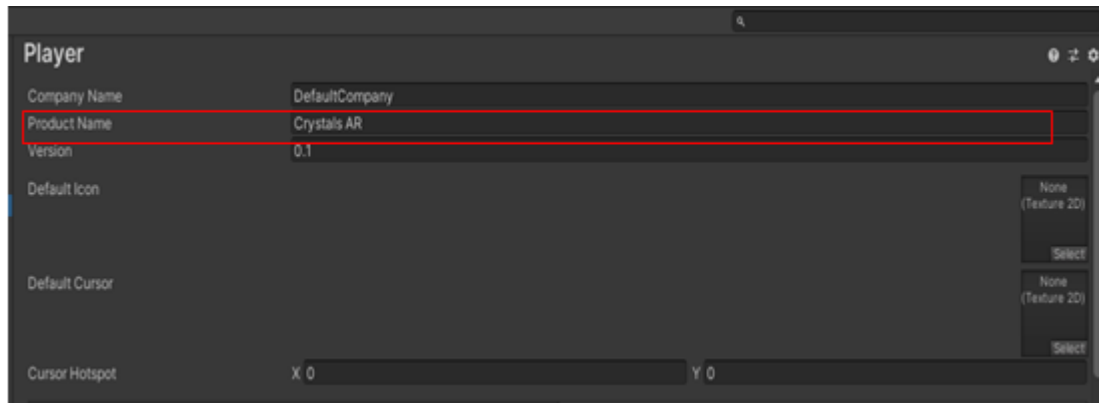 Player
Company Name DefaultCompany
Product Name Crystals AR
Version 0.1
Default Icon None
(Texture 2D)
Select
Default Cursor None
(Texture 2D)
Select
Cursor Hotspot X 0 Y 0